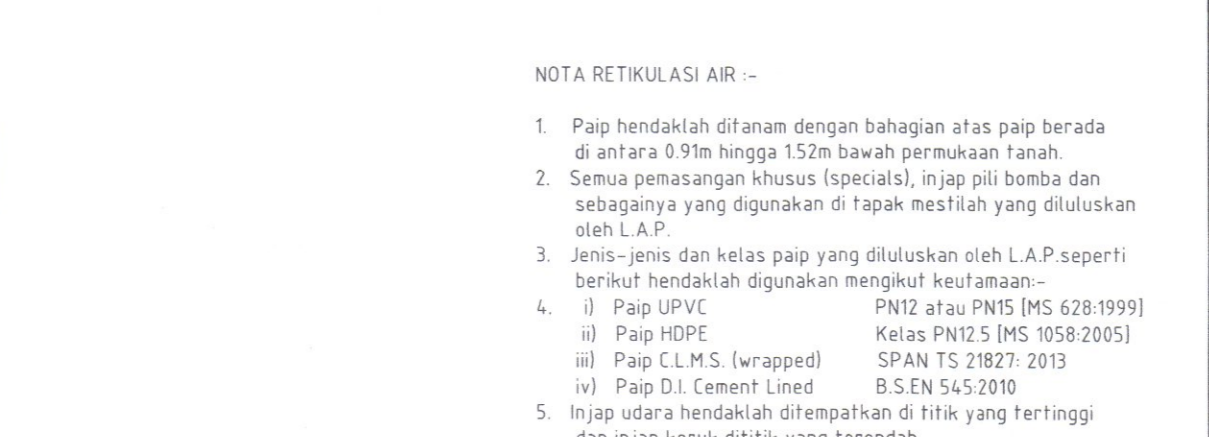 NOTA RETIKULASI AIR :-
1. Paip hendaklah ditanam dengan bahagian atas paip berada
di antara 0.91m hingga 1.52m bawah permukaan tanah.
2. Semua pemasangan khusus (specials), injap pili bomba dan
sebagainya yang digunakan di tapak mestilah yang diluluskan
oleh L.A.P.
3. Jenis-jenis dan kelas paip yang diluluskan oleh L.A.P.seperti
berikut hendaklah digunakan mengikut keutamaan:-
4. i) Paip UPVC PN12 atau PN15 [MS 628:1999]
ii) Paip HDPE Kelas PN12.5 [MS 1058:2005]
iii) Paip C.L.M.S. (wrapped) SPAN TS 21827: 2013
iv) Paip D.I. Cement Lined B.S.EN 545:2010
5. Injap udara hendaklah ditempatkan di titik yang tertinggi
dan injap dititik yang terendah